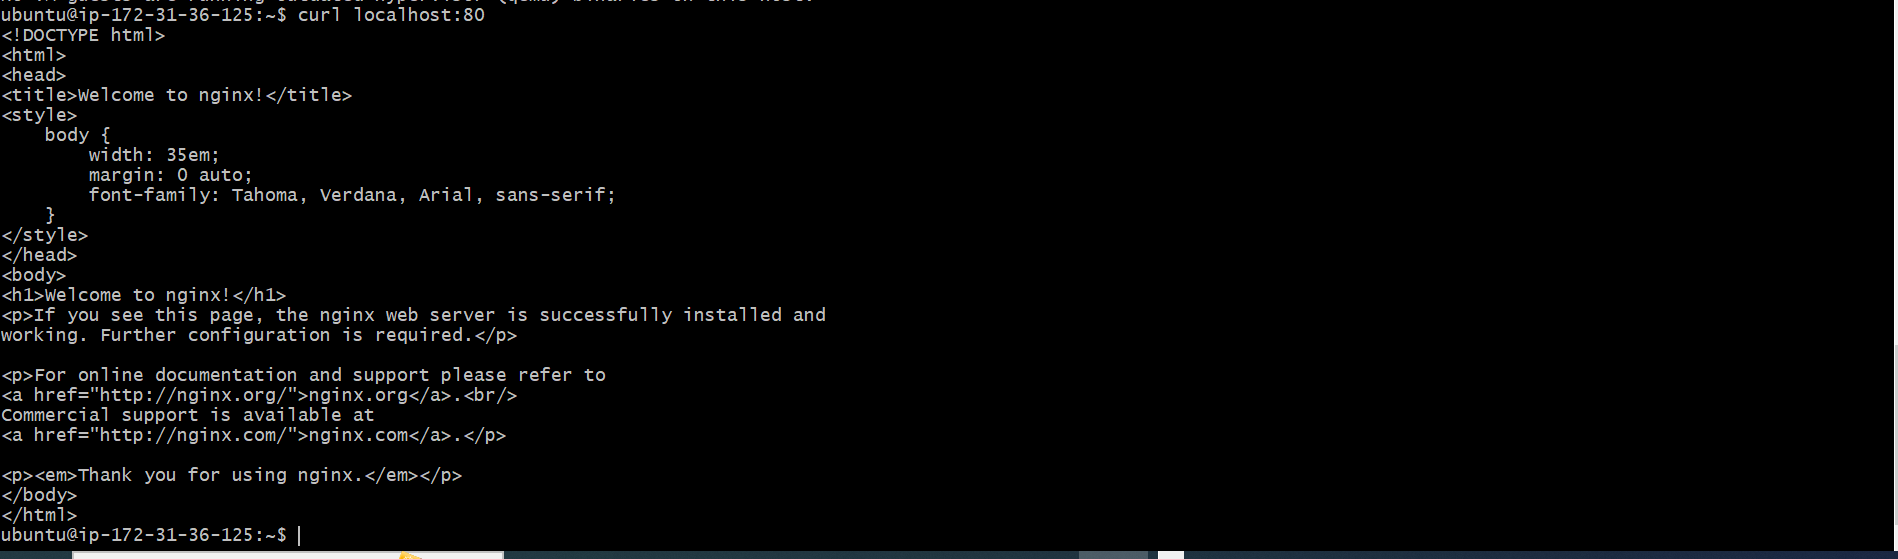 ubuntu@ip-172-31-36-125:~$ curl localhost:80
<!DOCTYPE html>
<html>
<head>
<title>Welcome to nginx!</title>
<style>
    body {
        width: 35em;
        margin: 0 auto;
        font-family: Tahoma, Verdana, Arial, sans-serif;
    }
</style>
</head>
<body>
<h1>Welcome to nginx!</h1>
<p>If you see this page, the nginx web server is successfully installed and
working. Further configuration is required.</p>

<p>For online documentation and support please refer to
<a href="http://nginx.org/">nginx.org</a>.<br/>
Commercial support is available at
<a href="http://nginx.com/">nginx.com</a>.</p>

<p><em>Thank you for using nginx.</em></p>
</body>
</html>
ubuntu@ip-172-31-36-125:~$